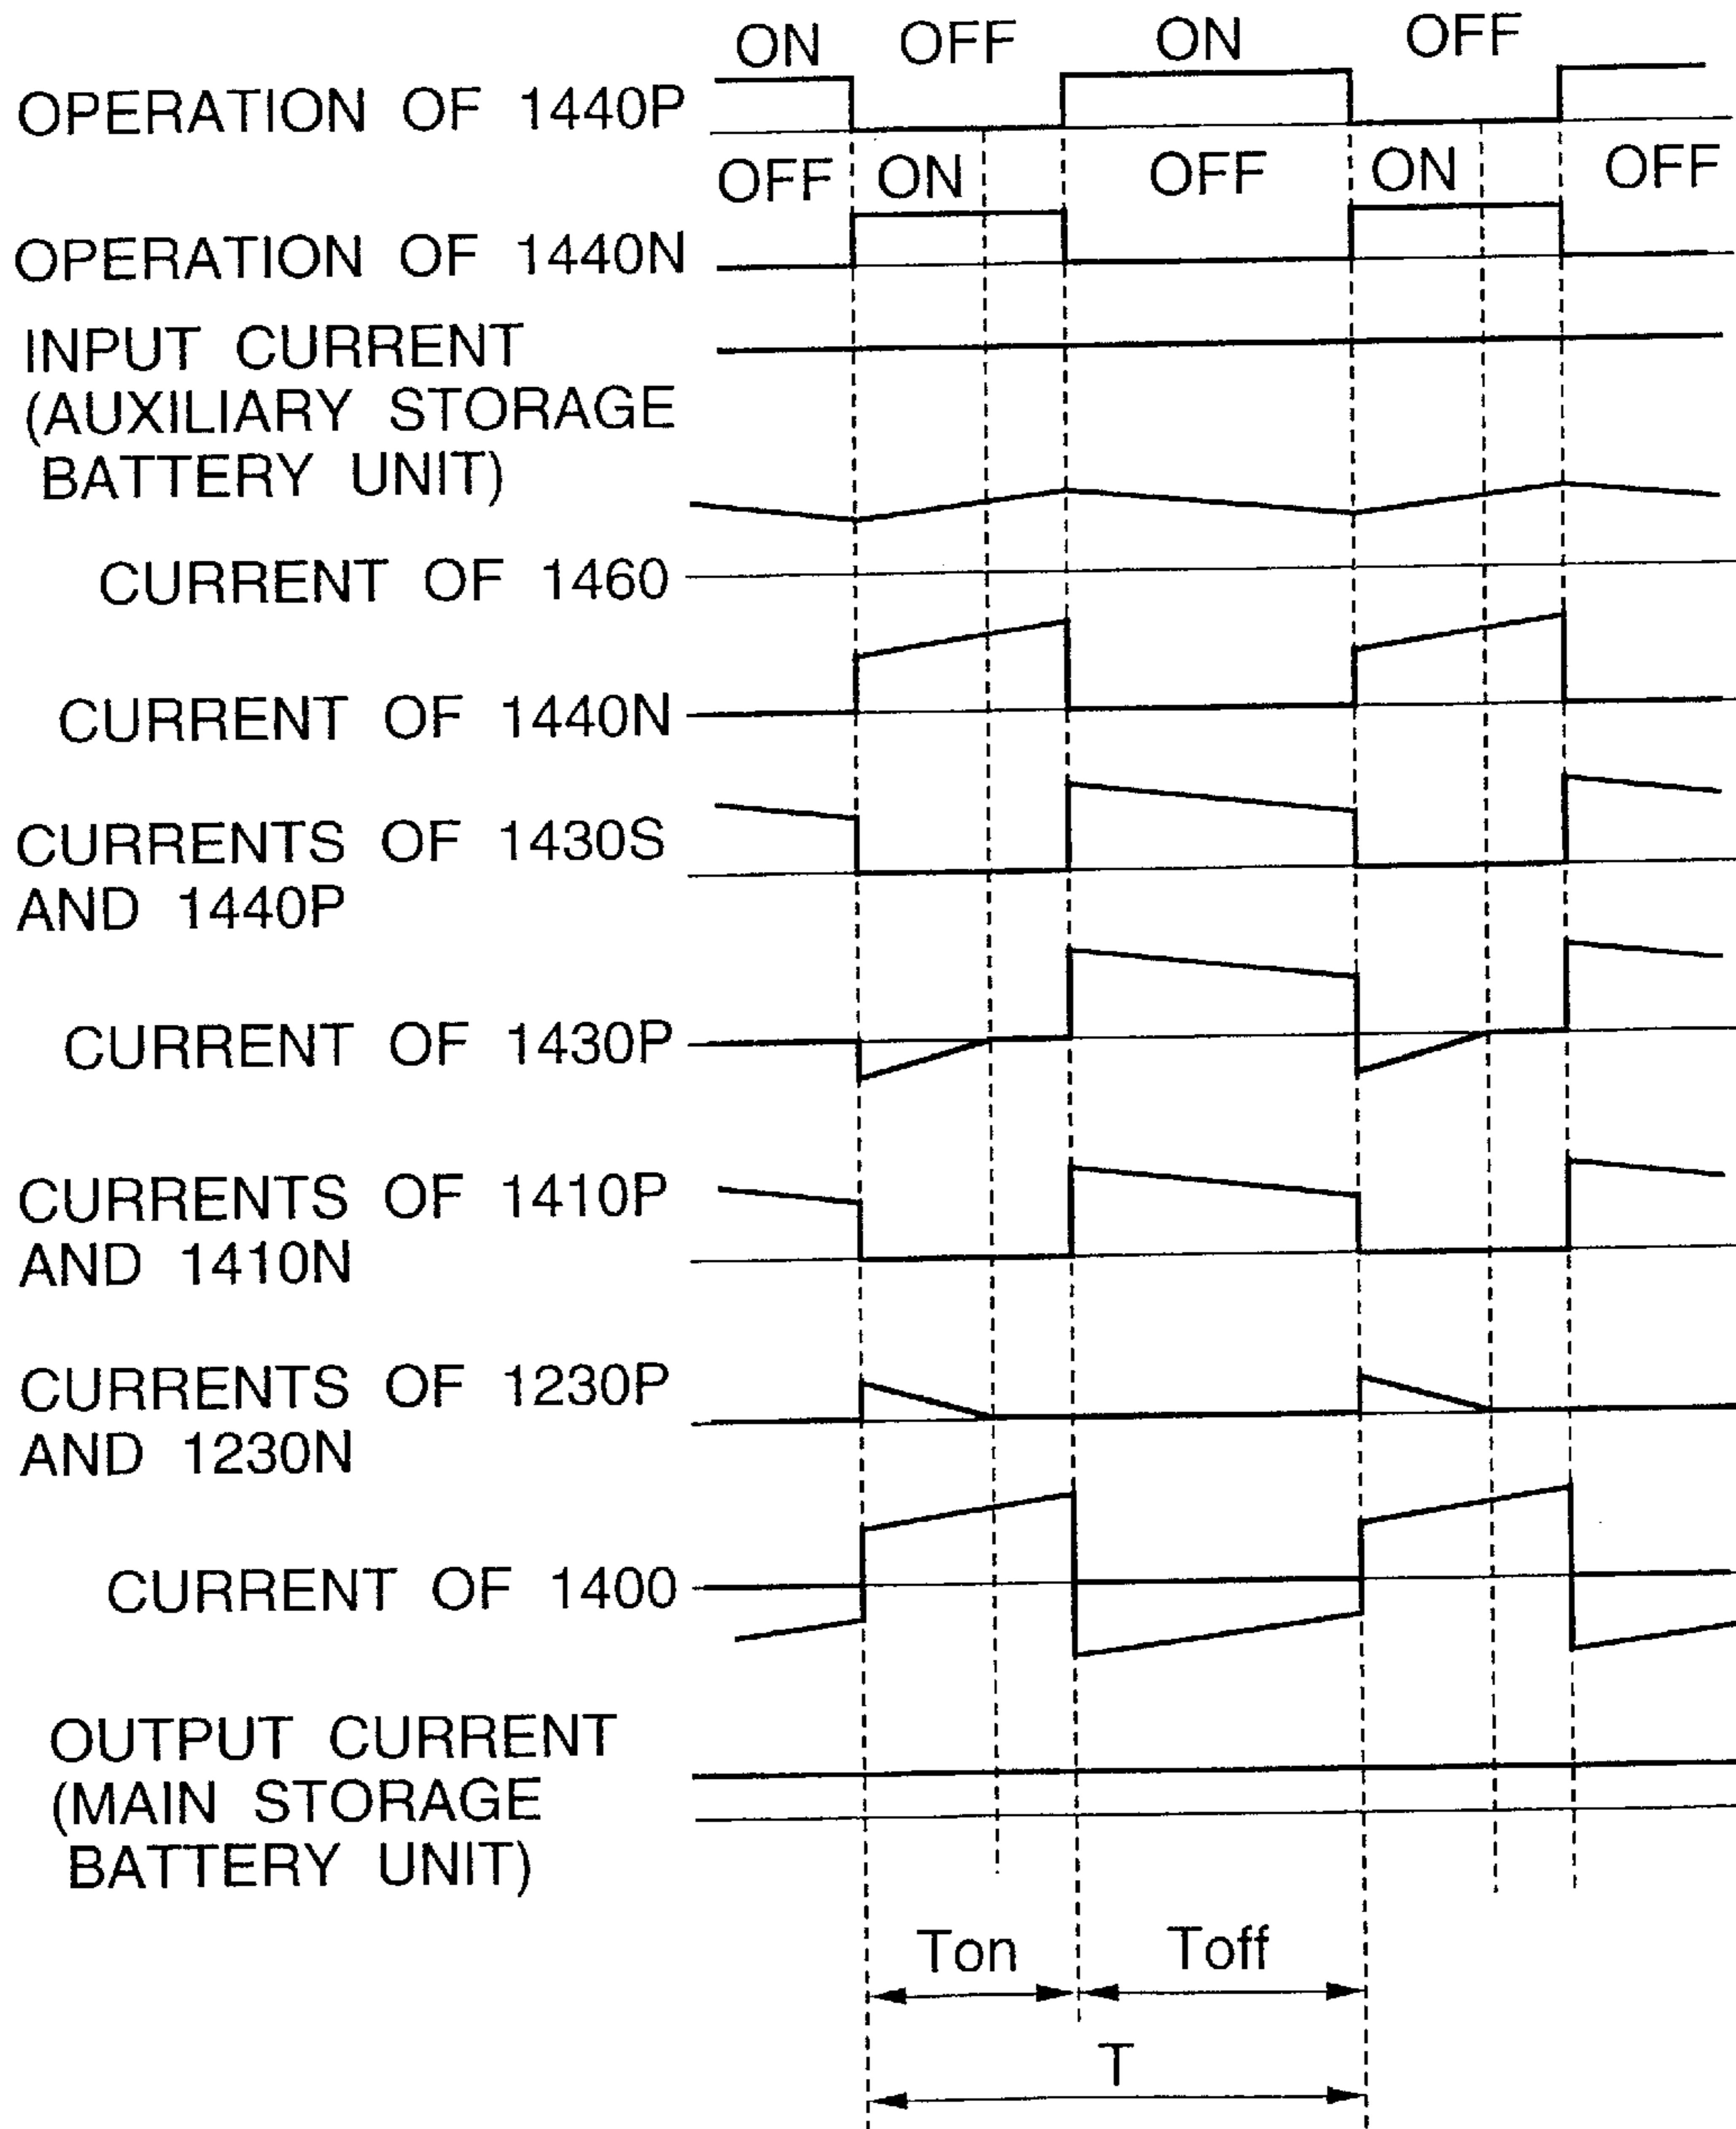 ON OFF ON OFF
OPERATION OF 1440P
OFF ON OFF ON OFF
OPERATION OF 1440N
INPUT CURRENT
(AUXILIARY STORAGE
BATTERY UNIT)
CURRENT OF 1460
CURRENT OF 1440N
CURRENTS OF 1430S
AND 1440P
CURRENT OF 1430P
CURRENTS OF 1410P
AND 1410N
CURRENTS OF 1230P
AND 1230N
CURRENT OF 1400
OUTPUT CURRENT
(MAIN STORAGE
BATTERY UNIT)
Ton Toff
T